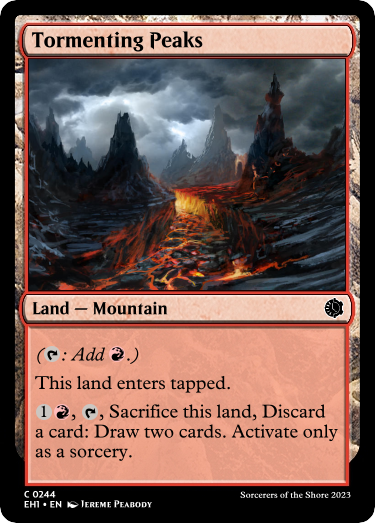 Tormenting Peaks
Land — Mountain
( : Add .)
This land enters tapped.
1 , , Sacrifice this land, Discard
a card: Draw two cards. Activate only
as a sorcery.
C 0244
EH1 • EN Jereme Peabody
Sorcerers of the Shore 2023